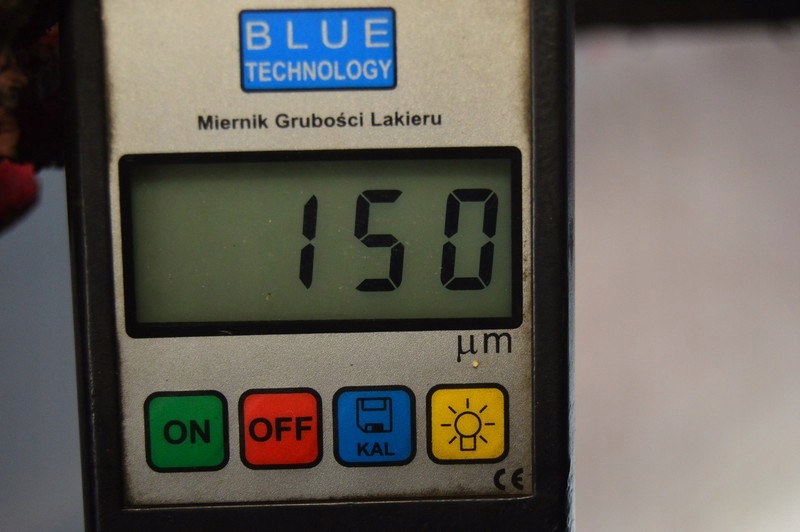 BLUE
TECHNOLOGY
Miernik Grubości Lakieru
150
µm
ON
OFF
KAL
CE